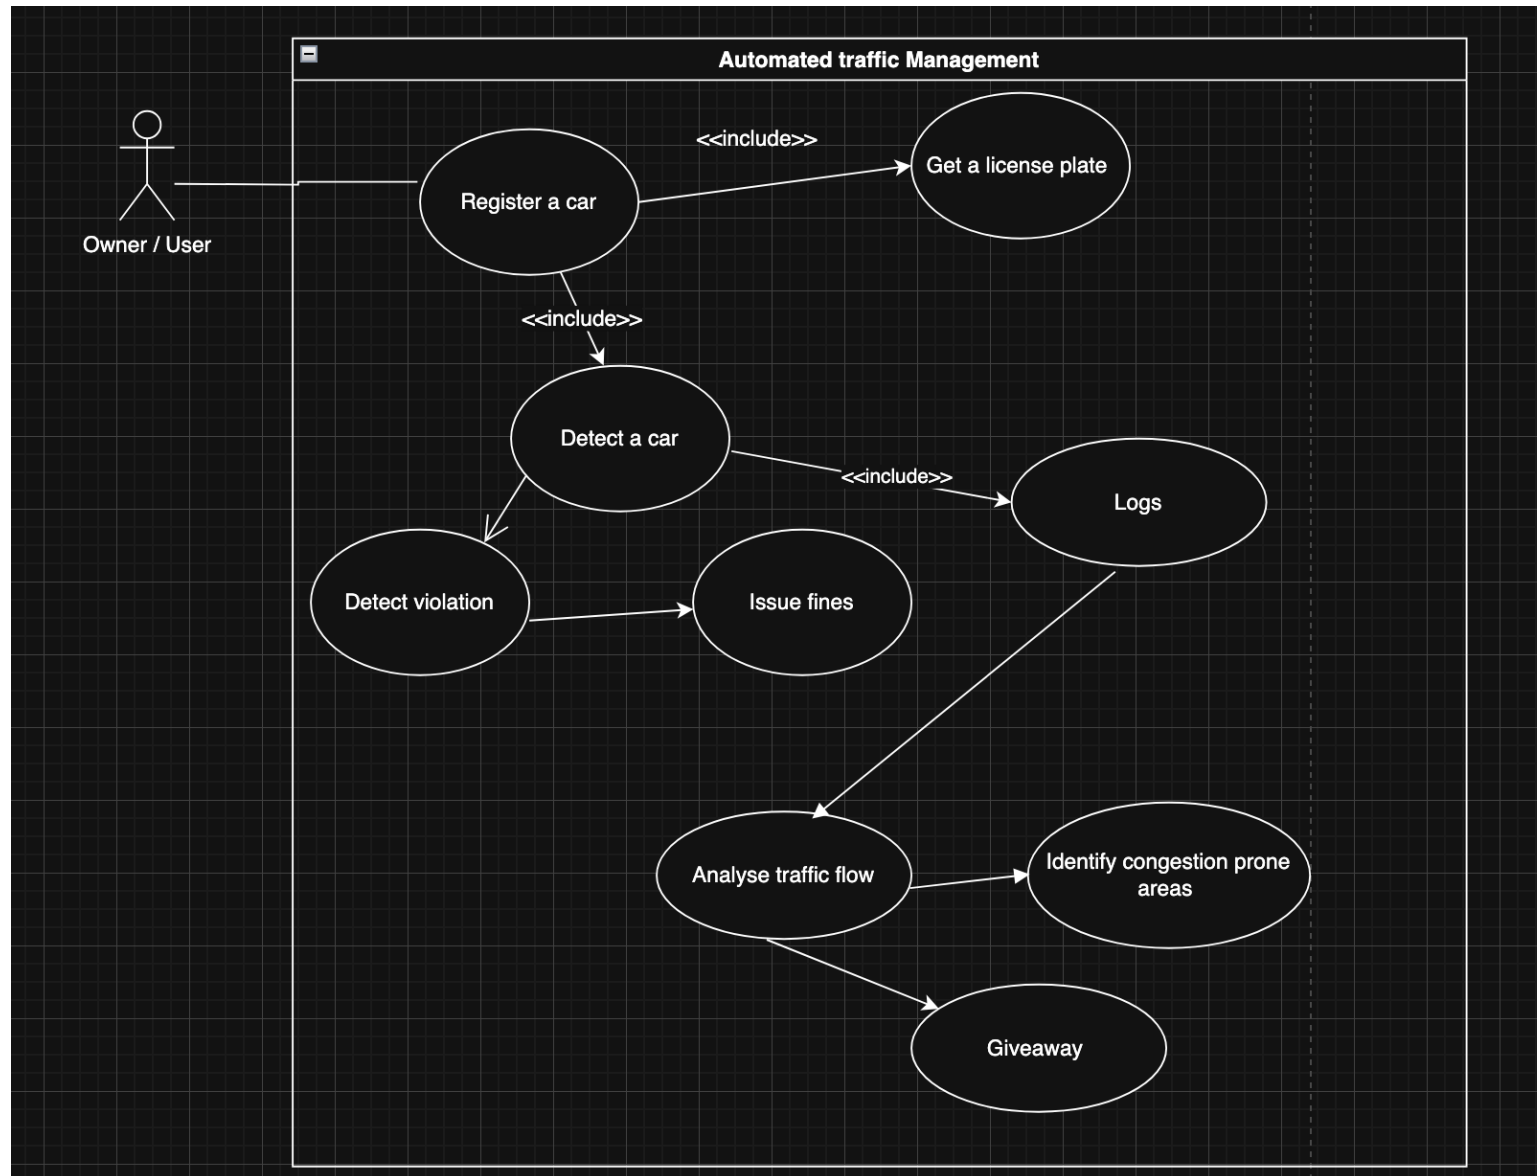 Automated traffic Management
Owner / User
Register a car
<<include>>
Get a license plate
<<include>>
Detect a car
<<include>>
Logs
Detect violation
Issue fines
Analyse traffic flow
Identify congestion prone
areas
Giveaway